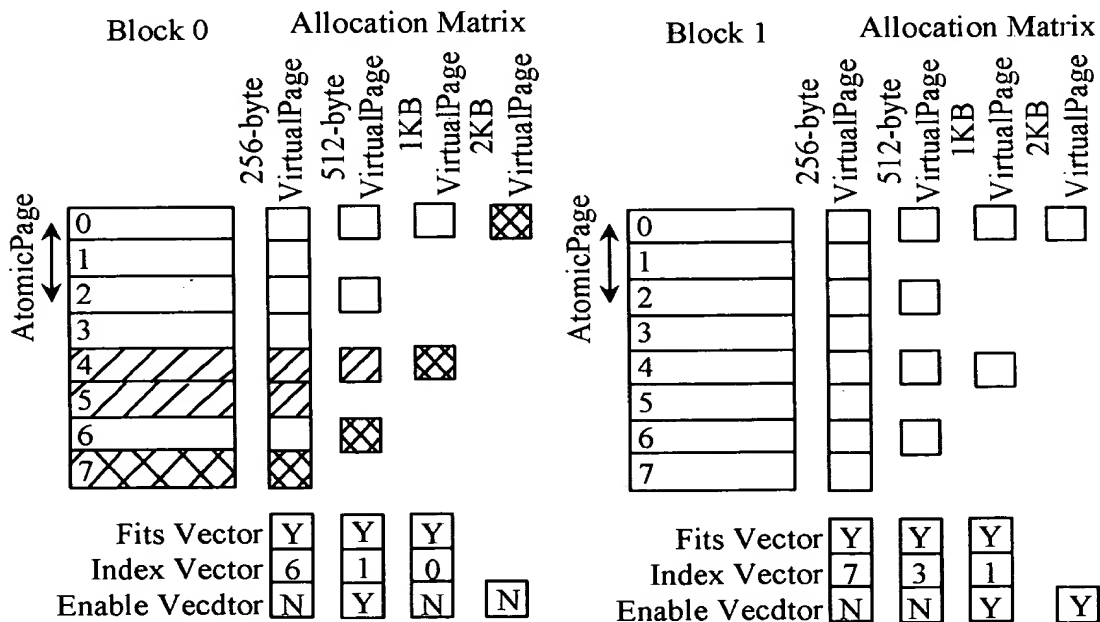 Block 0
Allocation Matrix
256-byte
VirtualPage
512-byte
VirtualPage
1KB
VirtualPage
2KB
VirtualPage
AtomicPage
0
1
2
3
4
5
6
7
Fits Vector Y Y Y
Index Vector 6 1 0
Enable Vecdtor N Y N N
Block 1
Allocation Matrix
256-byte
VirtualPage
512-byte
VirtualPage
1KB
VirtualPage
2KB
VirtualPage
AtomicPage
0
1
2
3
4
5
6
7
Fits Vector Y Y Y
Index Vector 7 3 1
Enable Vecdtor N N Y Y